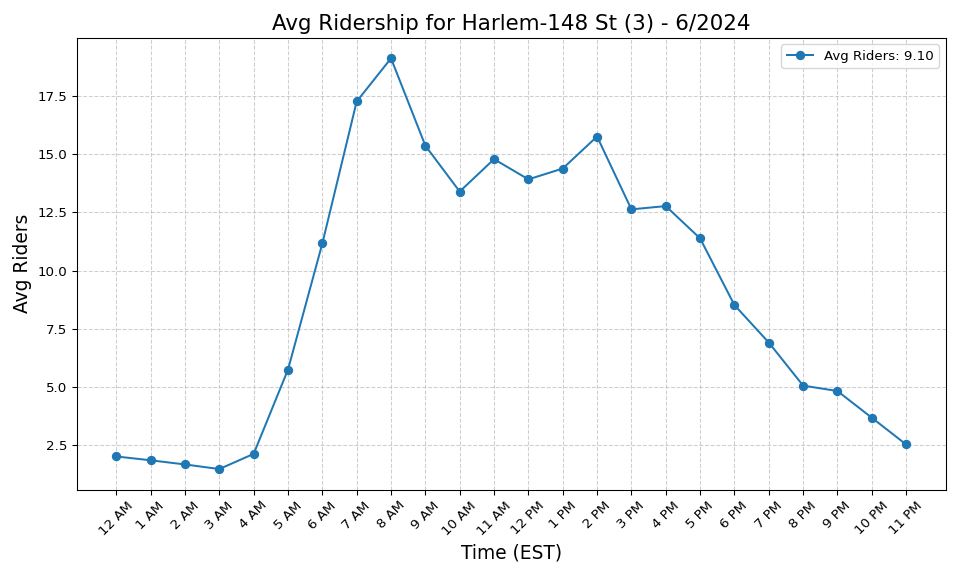 Avg Ridership for Harlem-148 St (3) - 6/2024
Avg Riders: 9.10
Avg Riders
17.5
15.0
12.5
10.0
7.5
5.0
2.5
12 AM 1 AM 2 AM 3 AM 4 AM 5 AM 6 AM 7 AM 8 AM 9 AM 10 AM 11 AM 12 PM 1 PM 2 PM 3 PM 4 PM 5 PM 6 PM 7 PM 8 PM 9 PM 10 PM 11 PM
Time (EST)